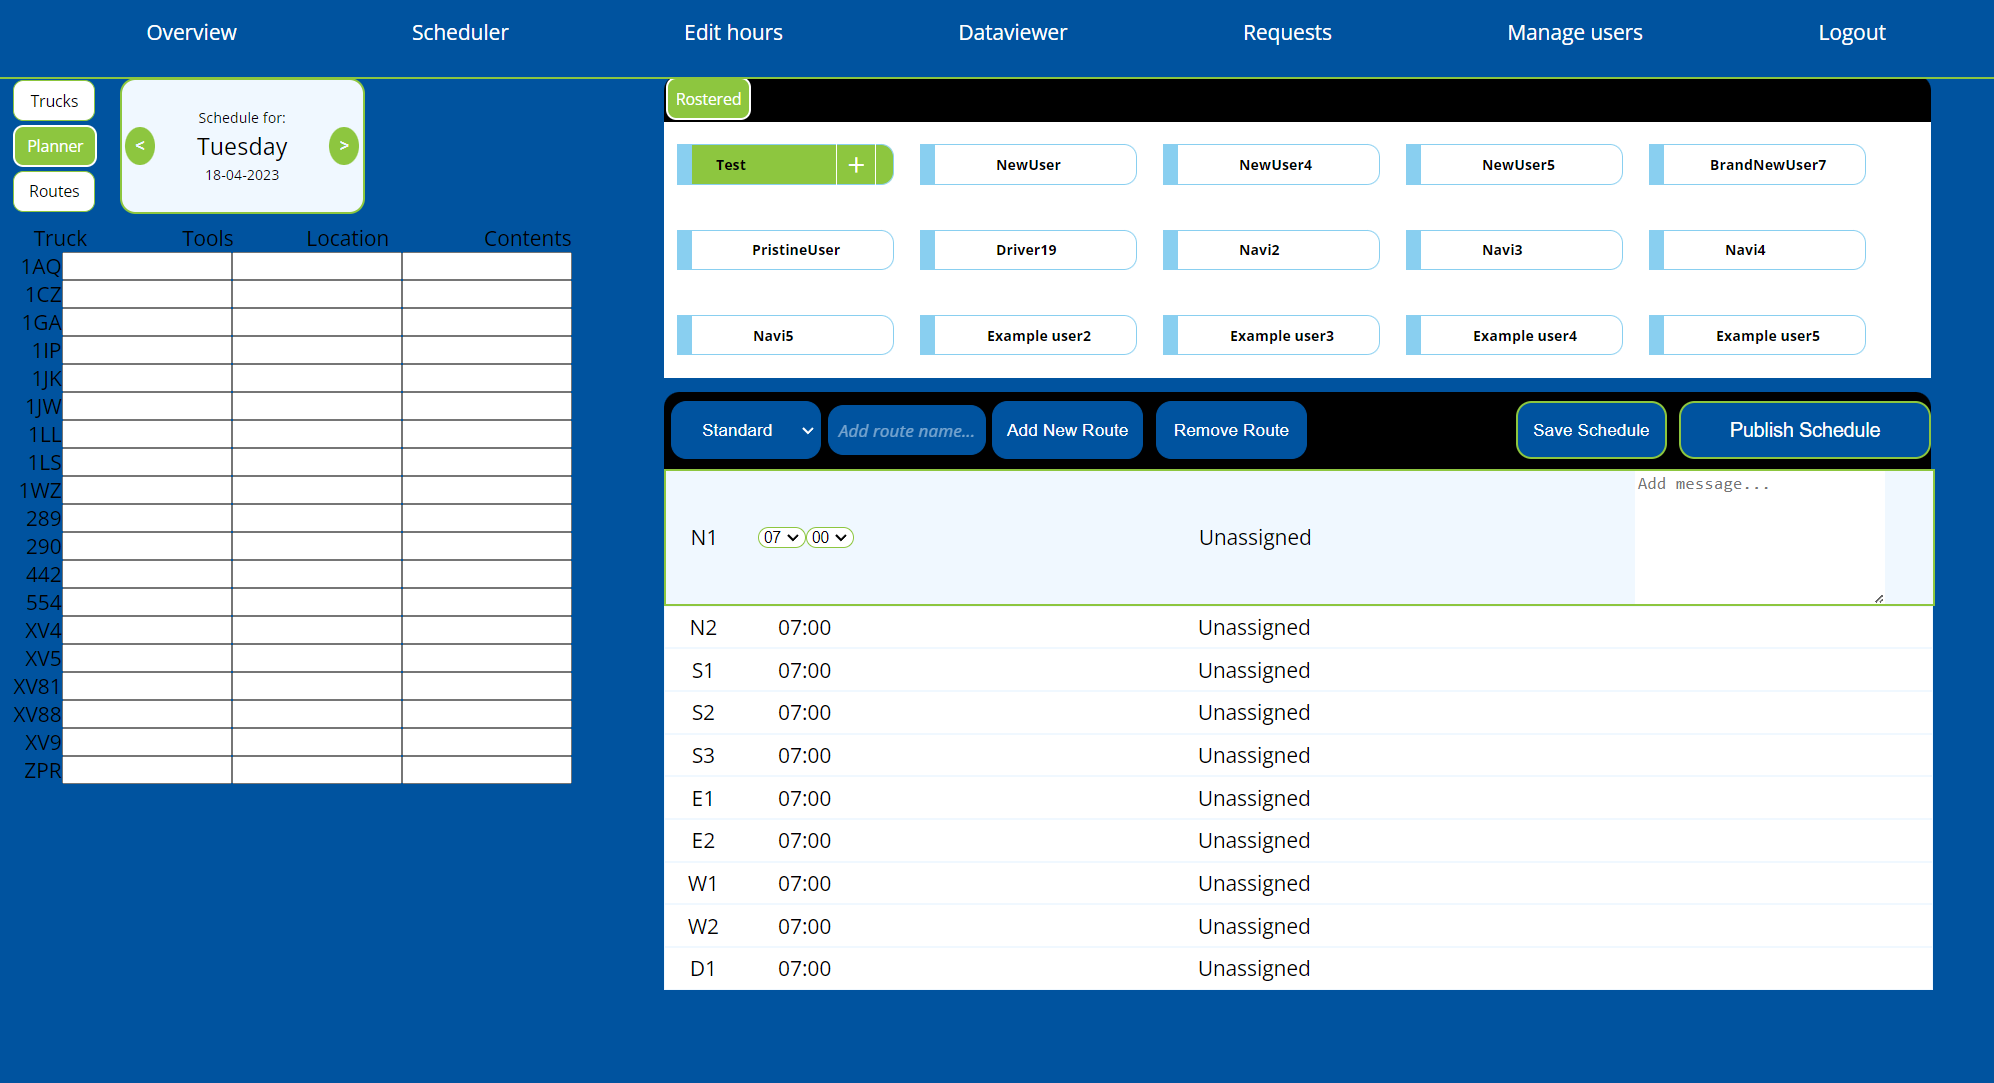 Overview Scheduler Edit hours Dataviewer Requests Manage users Logout
Trucks
Planner
Routes
Schedule for:
< Tuesday >
18-04-2023
Truck Tools Location Contents
1AQ
1CZ
1GA
1IP
1JK
1JW
1LL
1LS
1WZ
289
290
442
554
XV4
XV5
XV81
XV88
XV9
ZPR
Rostered
Test + NewUser NewUser4 NewUser5 BrandNewUser7
PristineUser Driver19 Navi2 Navi3 Navi4
Navi5 Example user2 Example user3 Example user4 Example user5
Standard Add route name... Add New Route Remove Route Save Schedule Publish Schedule
Add message...
N1 07 00 Unassigned
N2 07:00 Unassigned
S1 07:00 Unassigned
S2 07:00 Unassigned
S3 07:00 Unassigned
E1 07:00 Unassigned
E2 07:00 Unassigned
W1 07:00 Unassigned
W2 07:00 Unassigned
D1 07:00 Unassigned